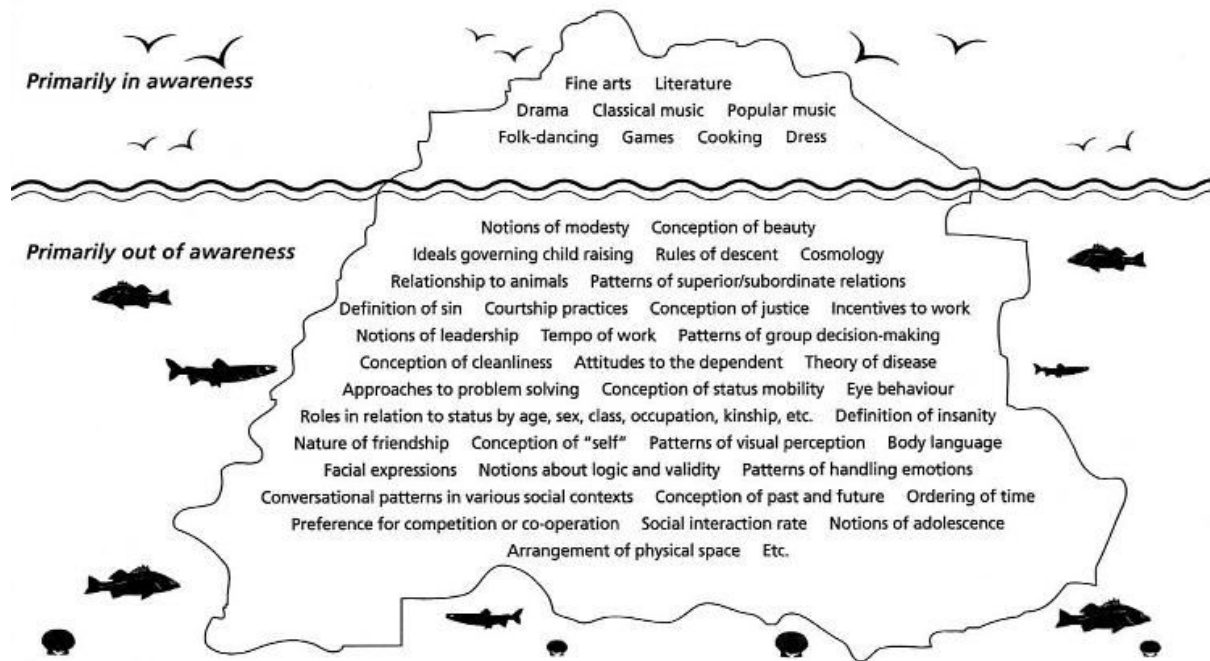 Primarily in awareness
Fine arts Literature
Drama Classical music Popular music
Folk-dancing Games Cooking Dress
Primarily out of awareness
Notions of modesty Conception of beauty
Ideals governing child raising Rules of descent Cosmology
Relationship to animals Patterns of superior/subordinate relations
Definition of sin Courtship practices Conception of justice Incentives to work
Notions of leadership Tempo of work Patterns of group decision-making
Conception of cleanliness Attitudes to the dependent Theory of disease
Approaches to problem solving Conception of status mobility Eye behaviour
Roles in relation to status by age, sex, class, occupation, kinship, etc. Definition of insanity
Nature of friendship Conception of "self" Patterns of visual perception Body language
Facial expressions Notions about logic and validity Patterns of handling emotions
Conversational patterns in various social contexts Conception of past and future Ordering of time
Preference for competition or co-operation Social interaction rate Notions of adolescence
Arrangement of physical space Etc.